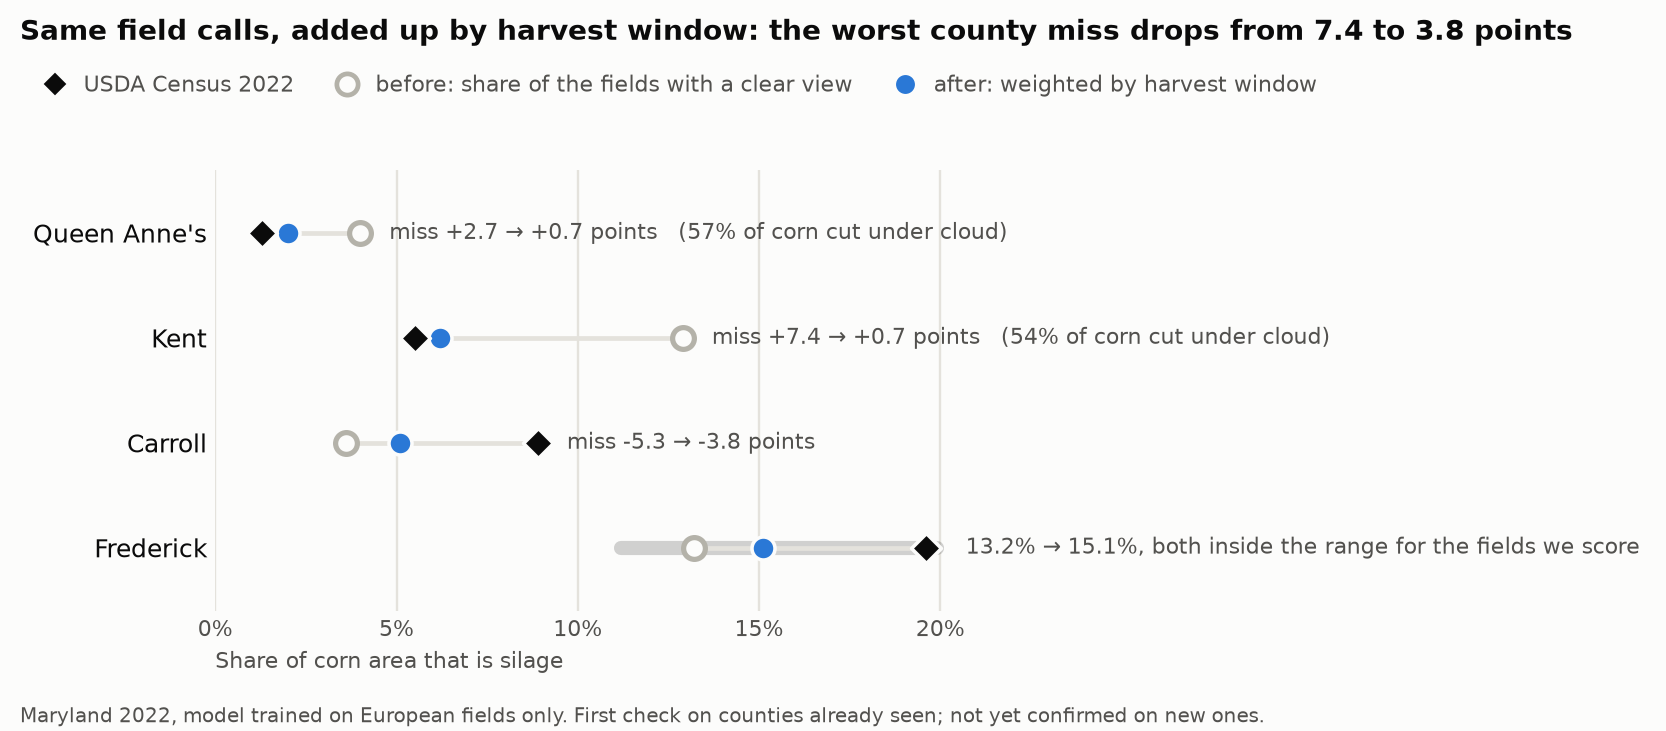 Same field calls, added up by harvest window: the worst county miss drops from 7.4 to 3.8 points
USDA Census 2022 before: share of the fields with a clear view after: weighted by harvest window
Queen Anne's miss +2.7 → +0.7 points (57% of corn cut under cloud)
Kent miss +7.4 → +0.7 points (54% of corn cut under cloud)
Carroll miss -5.3 → -3.8 points
Frederick 13.2% → 15.1%, both inside the range for the fields we score
0% 5% 10% 15% 20%
Share of corn area that is silage
Maryland 2022, model trained on European fields only. First check on counties already seen; not yet confirmed on new ones.